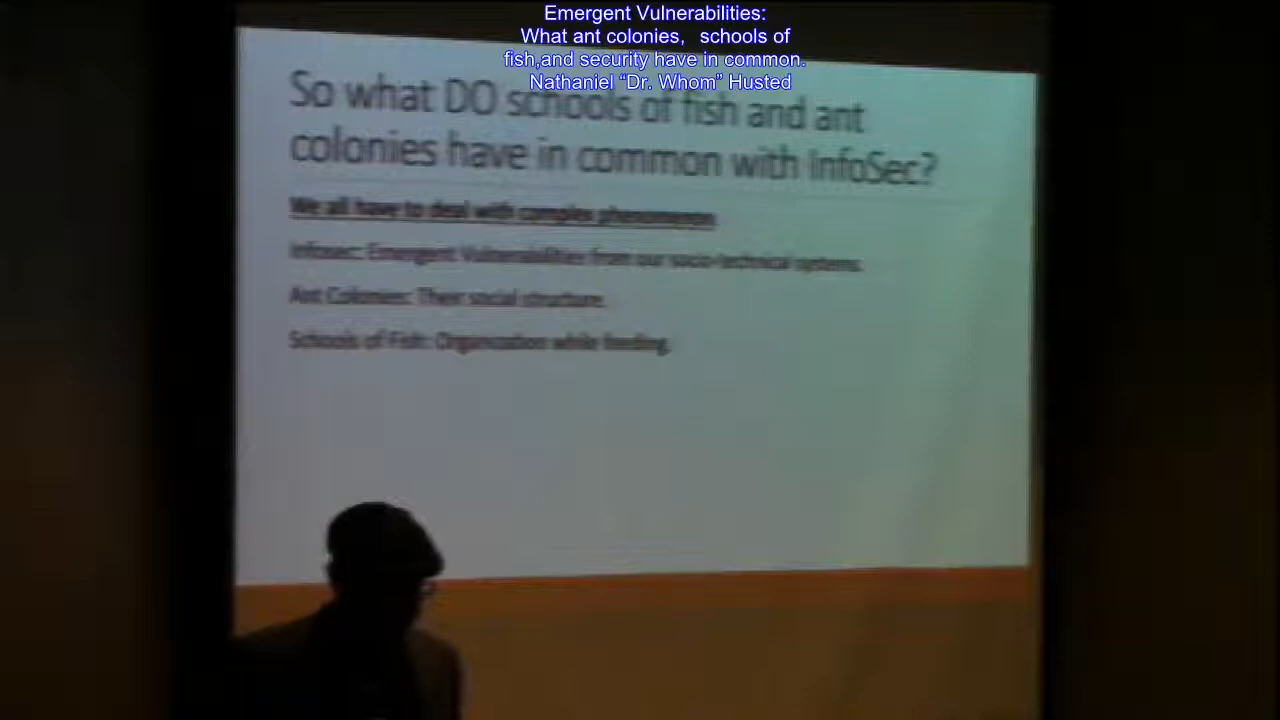 Emergent Vulnerabilities:
What ant colonies, schools of
fish,and security have in common.
Nathaniel “Dr. Whom” Husted
So what DO schools of fish and ant
colonies have in common with InfoSec?
We all have to deal with complex phenomenon.
Infosec: Emergent Vulnerabilities from our socio-technical systems.
Ant Colonies: Their social structure.
Schools of Fish: Organization while feeding.